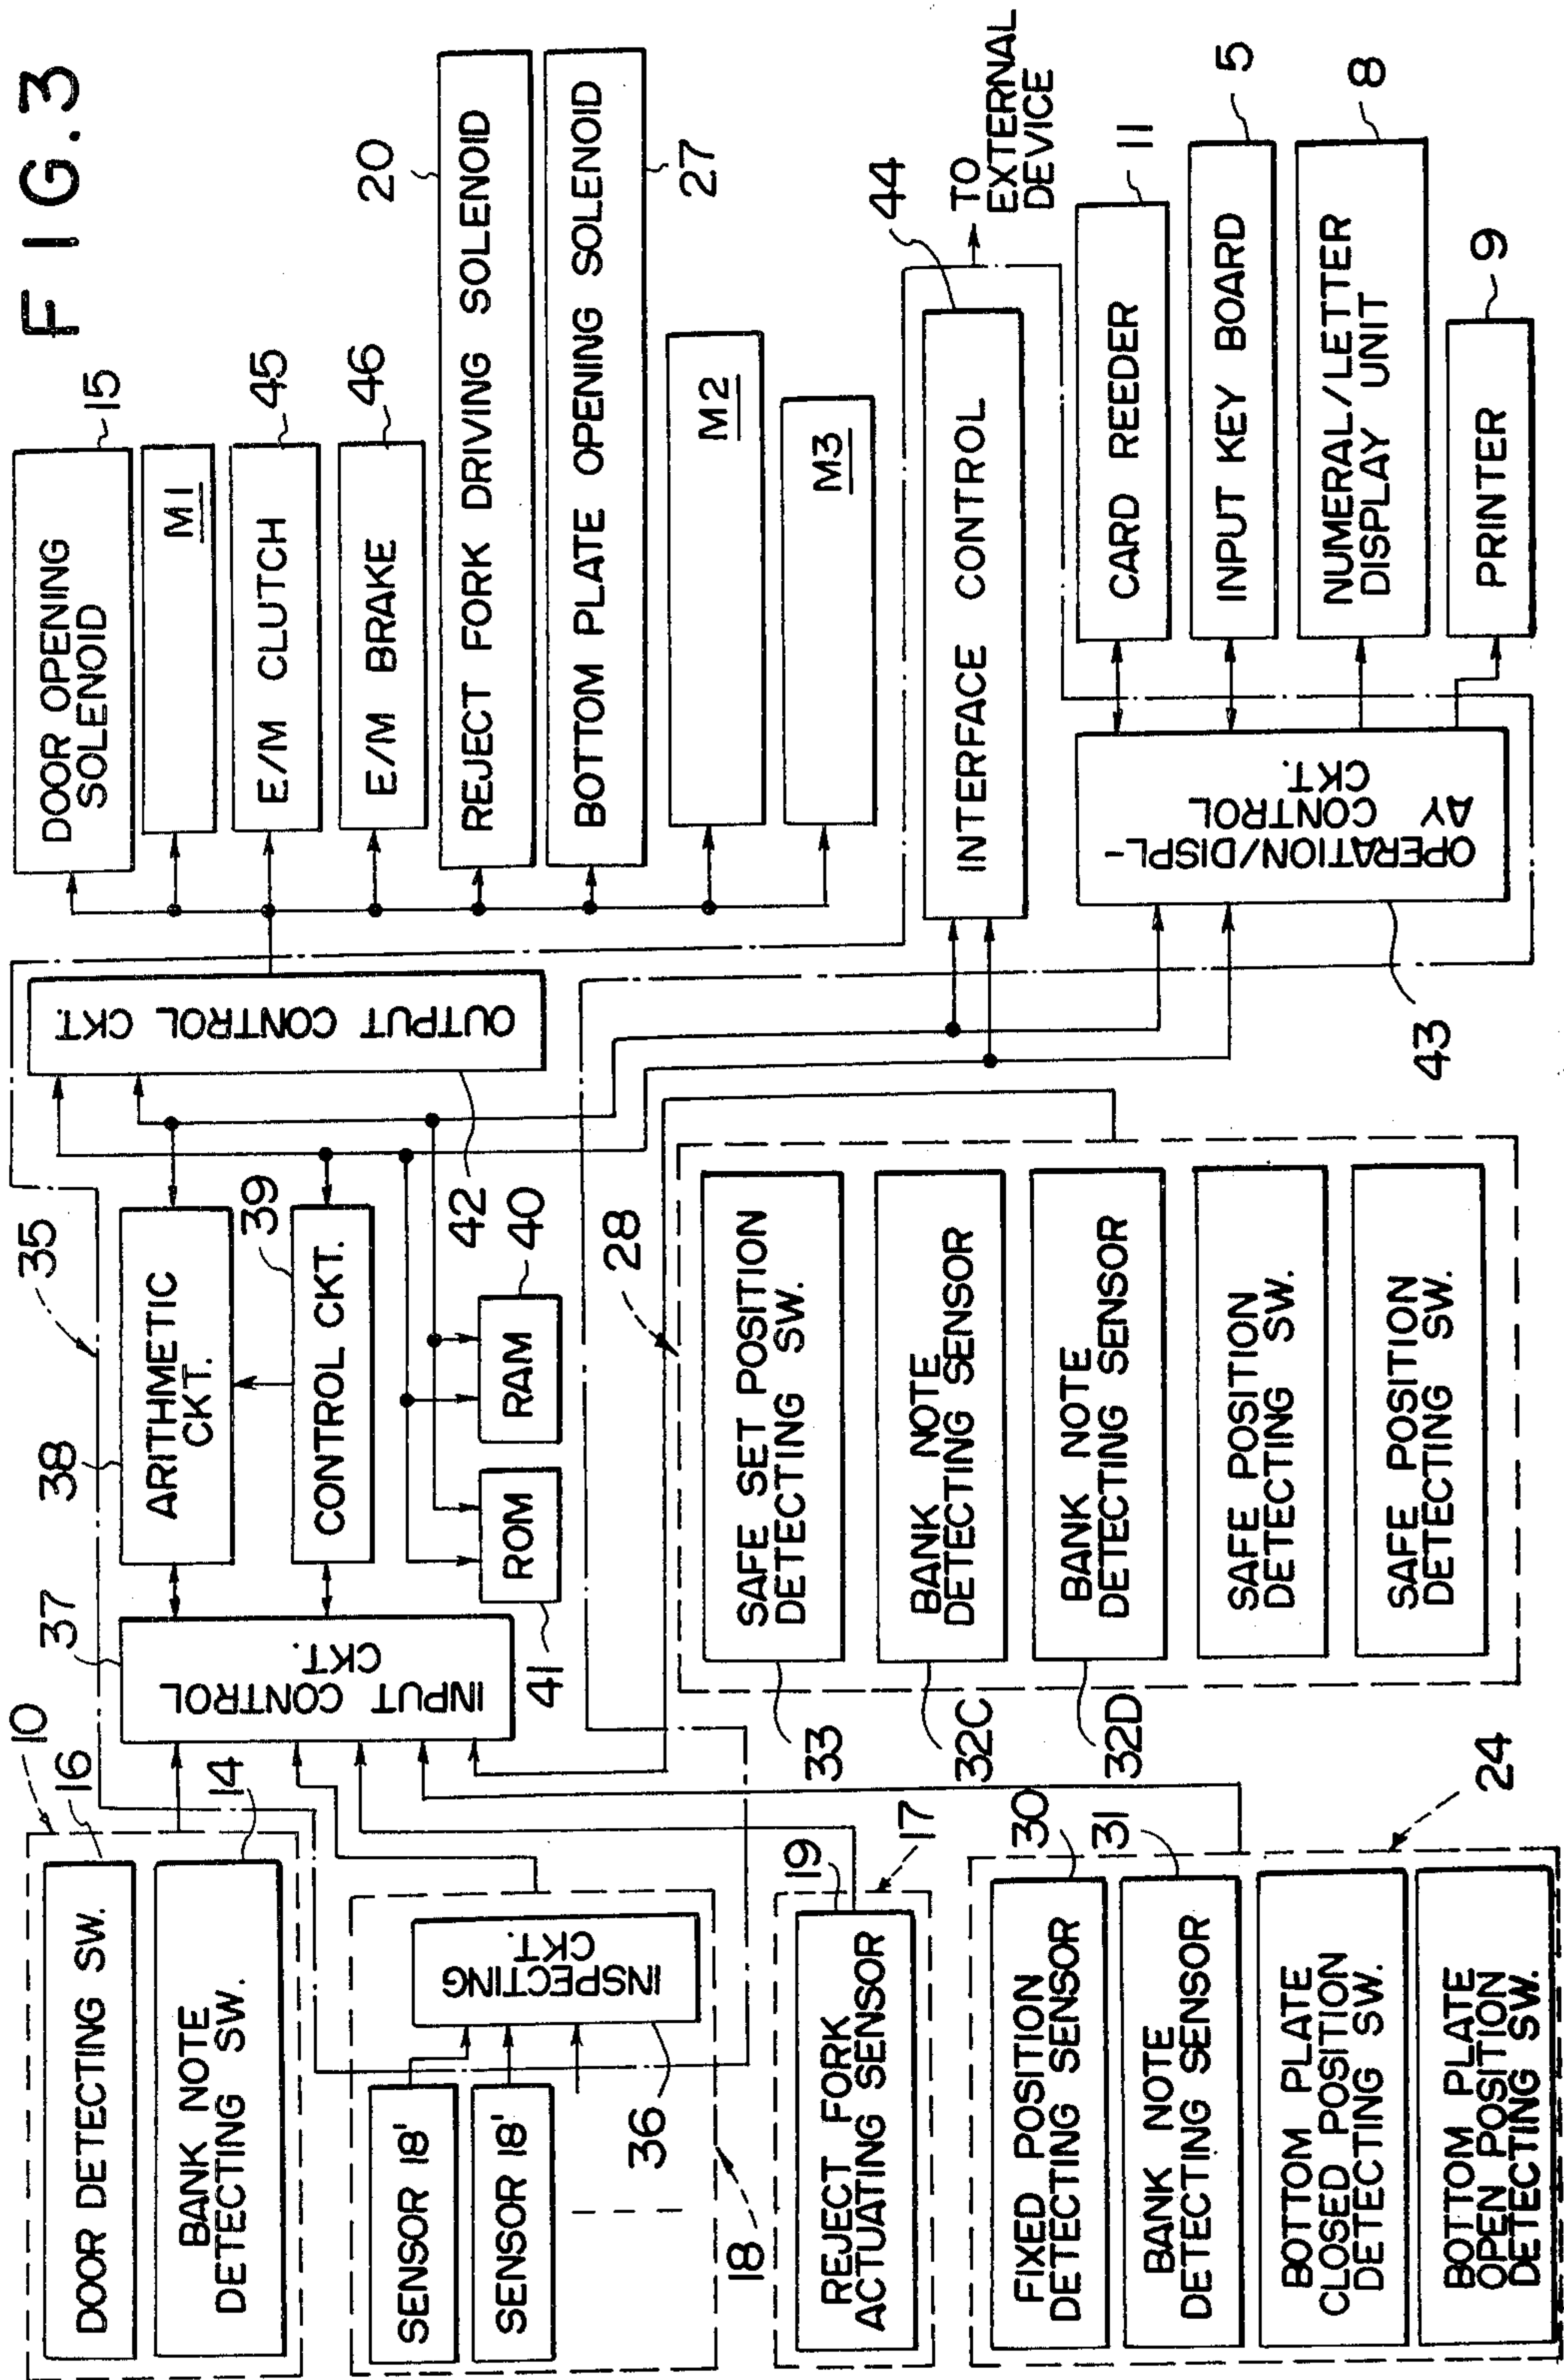 FIG.3
10
16
DOOR DETECTING SW.
14
BANK NOTE
DETECTING SW.
SENSOR 18'
SENSOR 18'
INSPECTING
CKT.
36
18
REJECT FORK
ACTUATING SENSOR
19
17
FIXED POSITION
DETECTING SENSOR
30
BANK NOTE
DETECTING SENSOR
31
BOTTOM PLATE
CLOSED POSITION
DETECTING SW.
BOTTOM PLATE
OPEN POSITION
DETECTING SW.
24
35
37
INPUT CONTROL
CKT.
38
ARITHMETIC
CKT.
39
CONTROL CKT.
41
ROM
40
RAM
42
OUTPUT CONTROL CKT.
28
SAFE SET POSITION
DETECTING SW.
33
BANK NOTE
DETECTING SENSOR
32C
BANK NOTE
DETECTING SENSOR
32D
SAFE POSITION
DETECTING SW.
SAFE POSITION
DETECTING SW.
DOOR OPENING
SOLENOID
15
M1
E/M CLUTCH
45
E/M BRAKE
46
REJECT FORK DRIVING SOLENOID
20
BOTTOM PLATE OPENING SOLENOID
27
M2
M3
INTERFACE CONTROL
44
TO
EXTERNAL
DEVICE
OPERATION/DISPL-
AY CONTROL
CKT.
43
CARD REEDER
11
INPUT KEY BOARD
5
NUMERAL/LETTER
DISPLAY UNIT
8
PRINTER
9